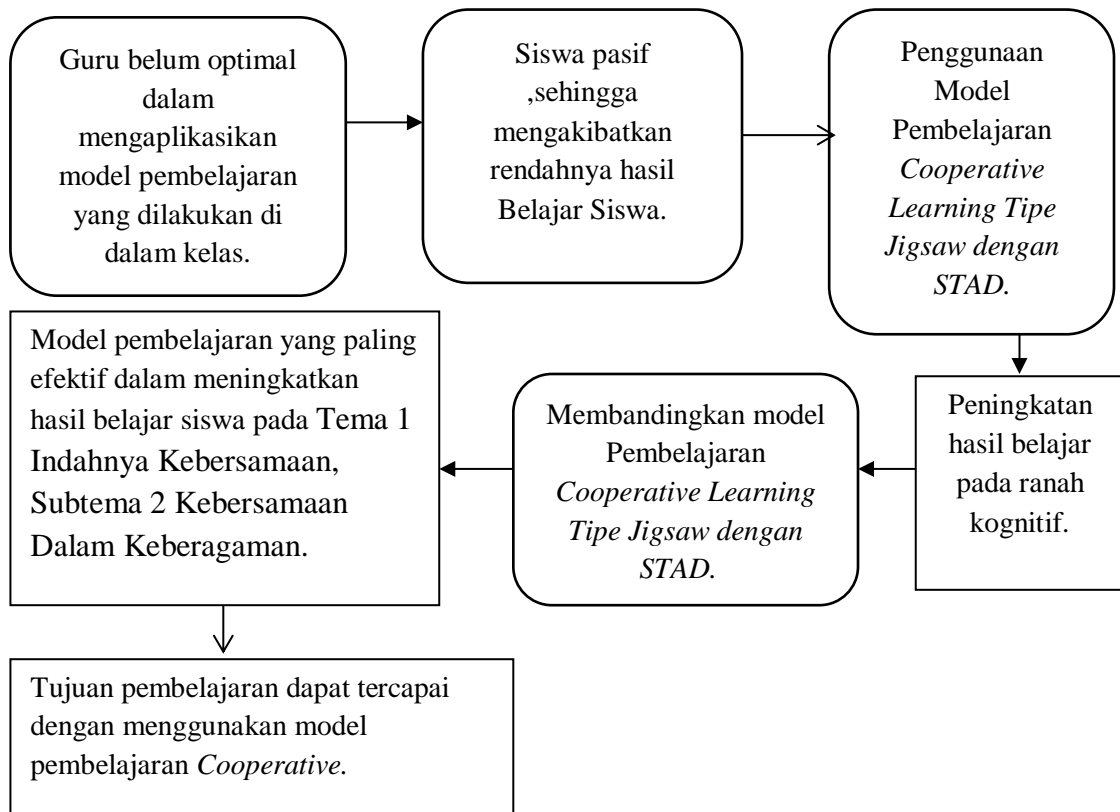 Guru belum optimal
dalam
mengaplikasikan
model pembelajaran
yang dilakukan di
dalam kelas.
Siswa pasif
,sehingga
mengakibatkan
rendahnya hasil
Belajar Siswa.
Penggunaan
Model
Pembelajaran
Cooperative
Learning Tipe
Jigsaw dengan
STAD.
Peningkatan
hasil belajar
pada ranah
kognitif.
Membandingkan model
Pembelajaran
Cooperative Learning
Tipe Jigsaw dengan
STAD.
Model pembelajaran yang paling
efektif dalam meningkatkan
hasil belajar siswa pada Tema 1
Indahnya Kebersamaan,
Subtema 2 Kebersamaan
Dalam Keberagaman.
Tujuan pembelajaran dapat tercapai
dengan menggunakan model
pembelajaran Cooperative.